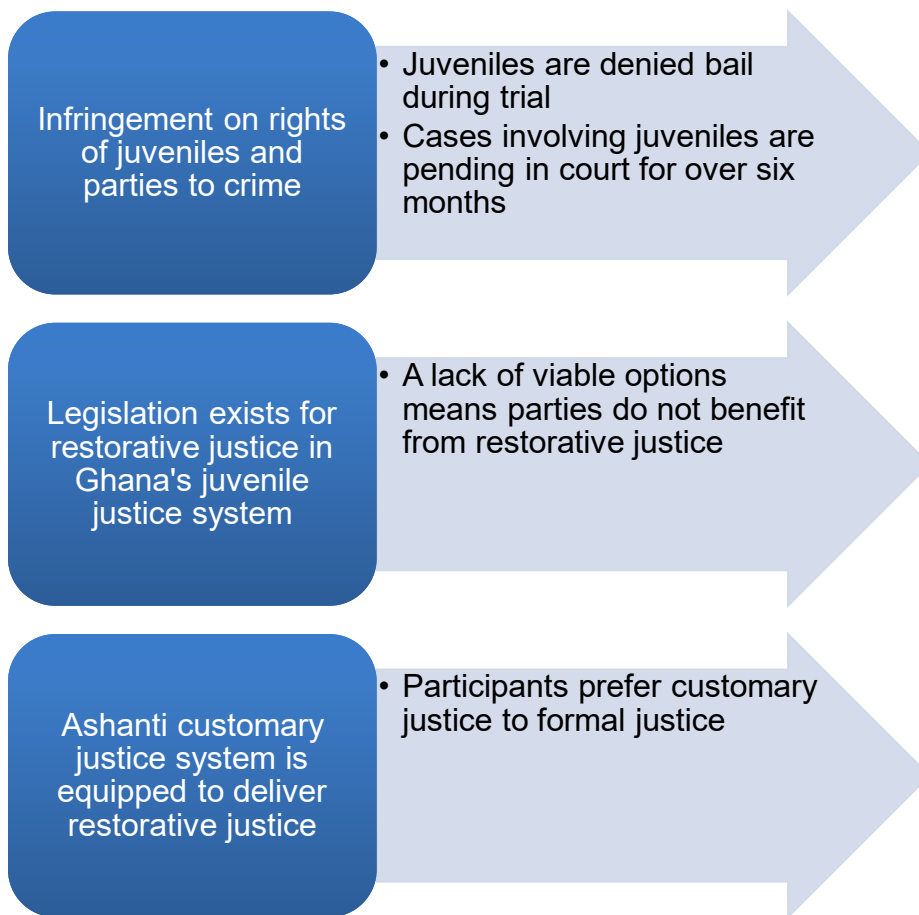 Infringement on rights
of juveniles and
parties to crime
• Juveniles are denied bail
during trial
• Cases involving juveniles are
pending in court for over six
months
Legislation exists for
restorative justice in
Ghana's juvenile
justice system
• A lack of viable options
means parties do not benefit
from restorative justice
Ashanti customary
justice system is
equipped to deliver
restorative justice
• Participants prefer customary
justice to formal justice